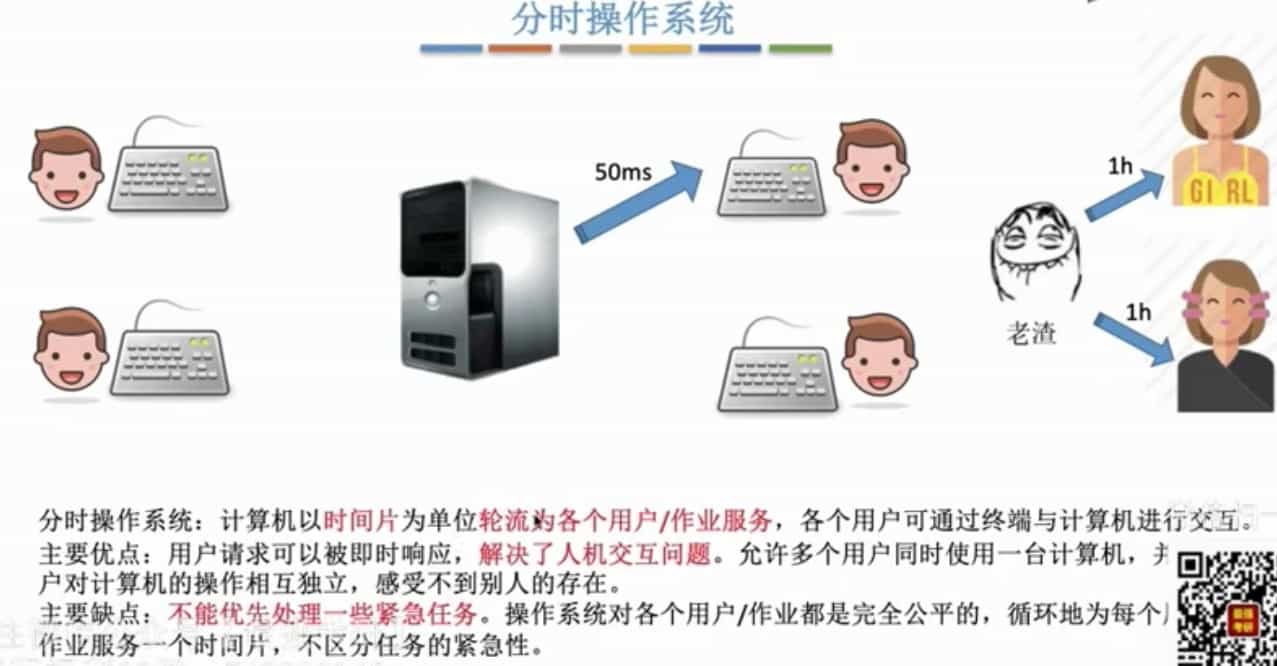 分时操作系统
50ms
1h
GIRL
老渣
1h
分时操作系统：计算机以时间片为单位轮流为各个用户/作业服务，各个用户可通过终端与计算机进行交互。
主要优点：用户请求可以被即时响应，解决了人机交互问题。允许多个用户同时使用一台计算机，并
户对计算机的操作相互独立，感受不到别人的存在。
主要缺点：不能优先处理一些紧急任务。操作系统对各个用户/作业都是完全公平的，循环地为每个
作业服务一个时间片，不区分任务的紧急性。